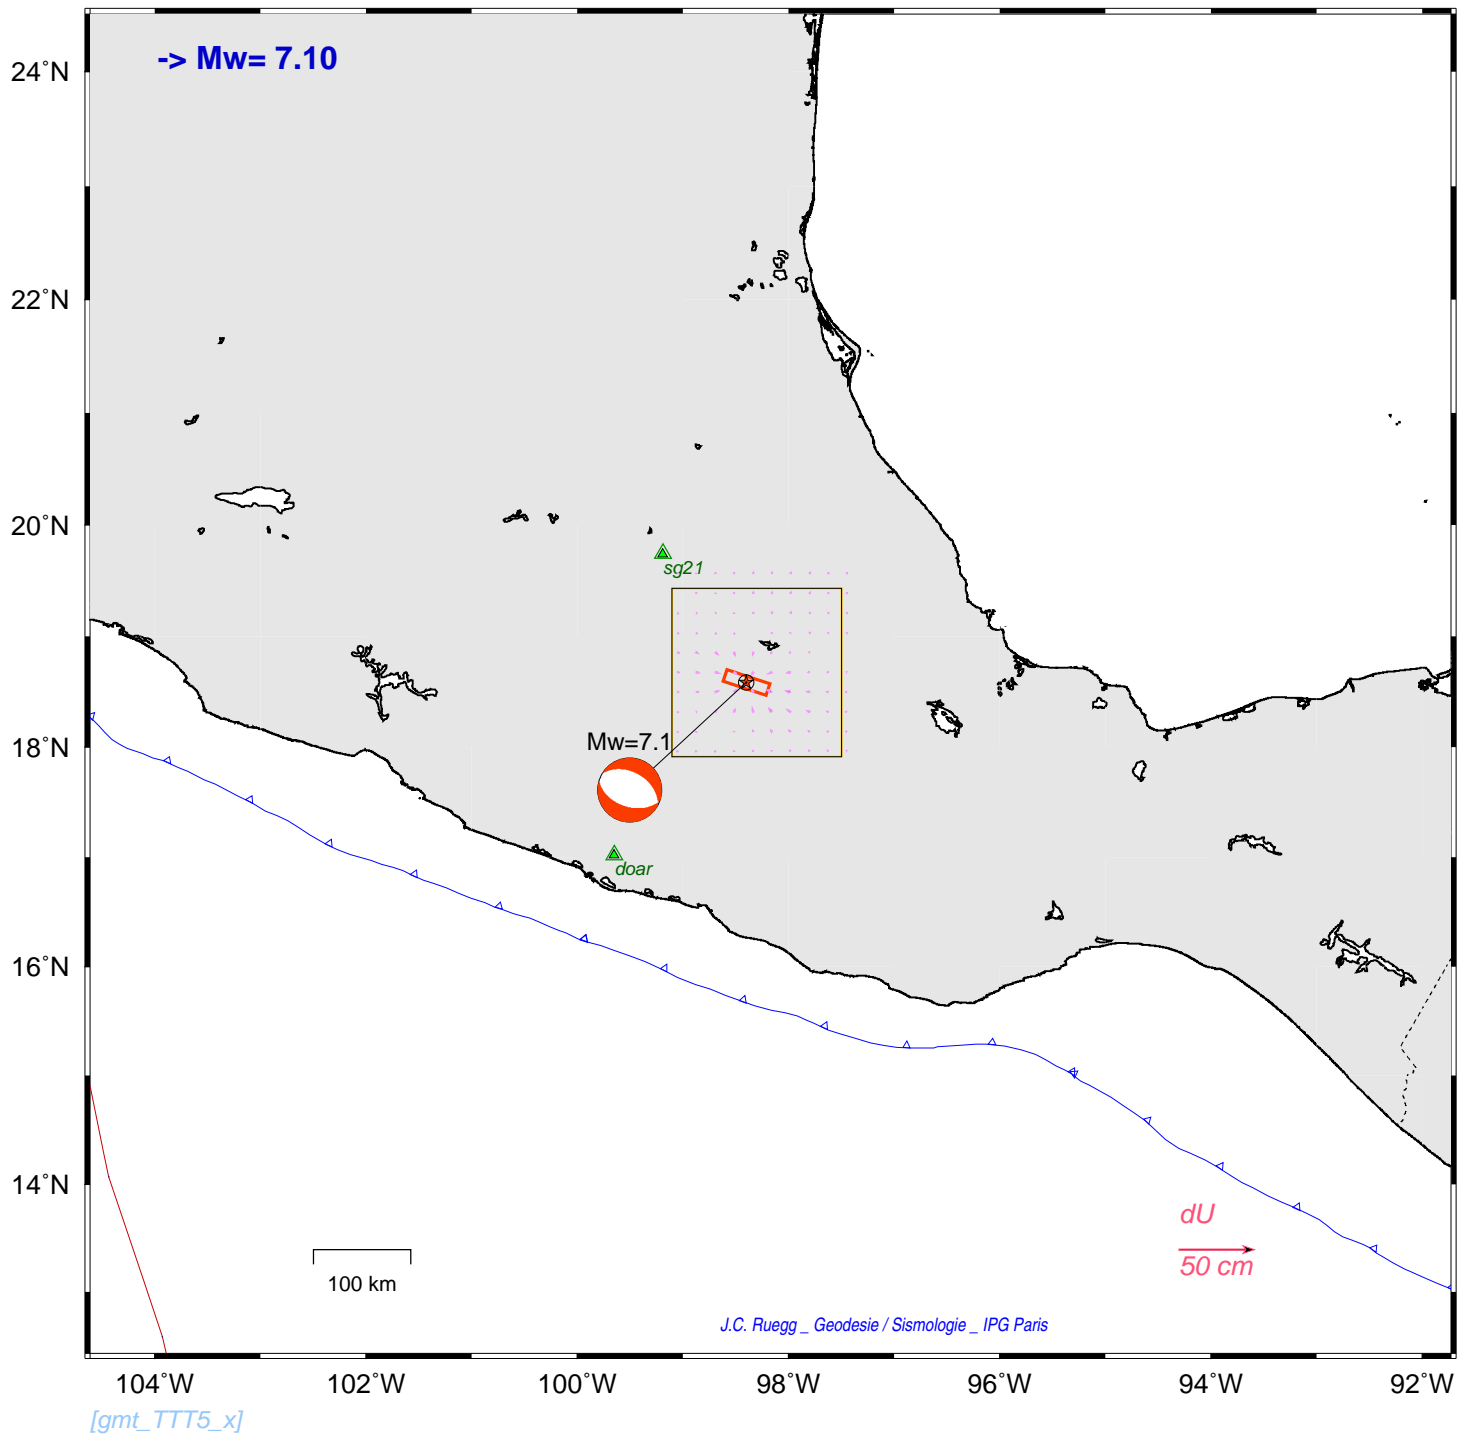 -> Mw= 7.10
24°N
22°N
20°N
sg21
18°N
Mw=7.1
doar
16°N
14°N
dU
50 cm
100 km
J.C. Ruegg _ Geodesie / Sismologie _ IPG Paris
104°W 102°W 100°W 98°W 96°W 94°W 92°W
[gmt_TTT5_x]